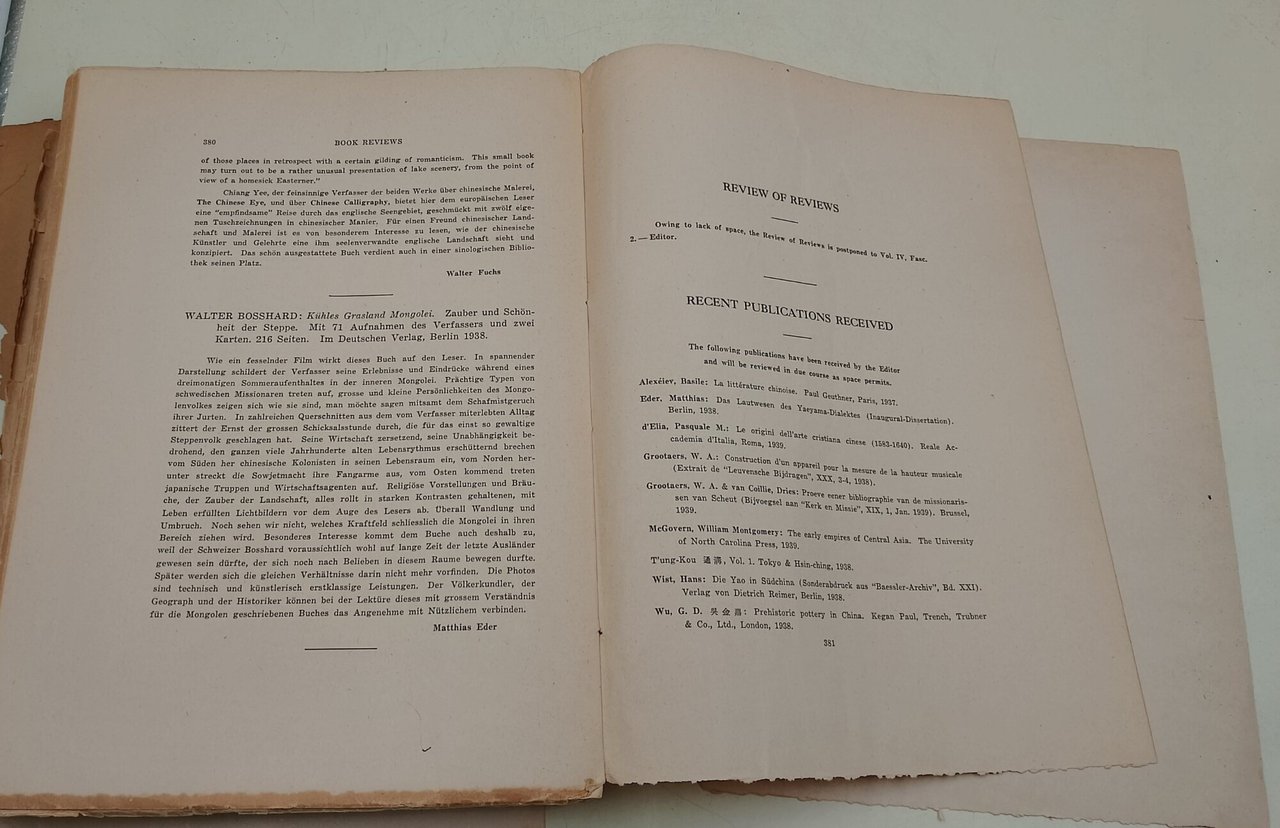 380
BOOK REVIEWS
of those places in retrospect with a certain gilding of romanticism. This small book
may turn out to be a rather unusual presentation of lake scenery, from the point of
view of a homesick Easterner."
Chiang Yee, der feinsinnige Verfasser der beiden Werke über chinesische Malerei,
The Chinese Eye, und über Chinese Calligraphy, bietet hier dem europäischen Leser
eine "empfindsame" Reise durch das englische Seengebiet, geschmückt mit zwölf eige-
nen Tuschzeichnungen in chinesischer Manier. Für einen Freund chinesischer Land-
schaft und Malerei ist es von besonderem Interesse zu lesen, wie der chinesische
Künstler und Gelehrte eine ihm seelenverwandte englische Landschaft sieht und
konzipiert. Das schön ausgestattete Buch verdient auch in einer sinologischen Biblio-
thek seinen Platz.
Walter Fuchs
WALTER BOSSHARD: Kühles Grasland Mongolei. Zauber und Schön-
heit der Steppe. Mit 71 Aufnahmen des Verfassers und zwei
Karten. 216 Seiten. Im Deutschen Verlag, Berlin 1938.
Wie ein fesselnder Film wirkt dieses Buch auf den Leser. In spannender
Darstellung schildert der Verfasser seine Erlebnisse und Eindrücke während eines
dreimonatigen Sommeraufenthaltes in der inneren Mongolei. Prächtige Typen von
schwedischen Missionaren treten auf, grosse und kleine Persönlichkeiten des Mongo-
lenvolkes zeigen sich wie sie sind, man möchte sagen mitsamt dem Schafmistgeruch
ihrer Jurten. In zahlreichen Querschnitten aus dem vom Verfasser miterlebten Alltag
zittert der Ernst der grossen Schicksalsstunde durch, die für das einst so gewaltige
Steppenvolk geschlagen hat. Seine Wirtschaft zersetzend, seine Unabhängigkeit be-
drohend, den ganzen viele Jahrhunderte alten Lebensrythmus erschütternd brechen
vom Süden her chinesische Kolonisten in seinen Lebensraum ein, vom Norden her-
unter streckt die Sowjetmacht ihre Fangarme aus, vom Osten kommend treten
japanische Truppen und Wirtschaftsagenten auf. Religiöse Vorstellungen und Bräu-
che, der Zauber der Landschaft, alles rollt in starken Kontrasten gehaltenen, mit
Leben erfüllten Lichtbildern vor dem Auge des Lesers ab. Überall Wandlung und
Umbruch. Noch sehen wir nicht, welches Kraftfeld schliesslich die Mongolei in ihren
Bereich ziehen wird. Besonderes Interesse kommt dem Buche auch deshalb zu,
weil der Schweizer Bosshard voraussichtlich wohl auf lange Zeit der letzte Ausländer
gewesen sein dürfte, der sich noch nach Belieben in diesem Raume bewegen durfte.
Später werden sich die gleichen Verhältnisse darin nicht mehr vorfinden. Die Photos
sind technisch und künstlerisch erstklassige Leistungen. Der Völkerkundler, der
Geograph und der Historiker können bei der Lektüre dieses mit grossem Verständnis
für die Mongolen geschriebenen Buches das Angenehme mit Nützlichem verbinden.
Matthias Eder
REVIEW OF REVIEWS
Owing to lack of space, the Review of Reviews is postponed to Vol. IV, Fasc.
2. — Editor.
RECENT PUBLICATIONS RECEIVED
The following publications have been received by the Editor
and will be reviewed in due course as space permits.
Alexéiev, Basile: La littérature chinoise. Paul Geuthner, Paris, 1937.
Eder, Matthias: Das Lautwesen des Yaeyama-Dialektes (Inaugural-Dissertation).
Berlin, 1938.
d'Elia, Pasquale M.: Le origini dell'arte cristiana cinese (1583-1640). Reale Ac-
cademia d'Italia, Roma, 1939.
Grootaers, W. A.: Construction d'un appareil pour la mesure de la hauteur musicale
(Extrait de "Leuvensche Bijdragen", XXX, 3-4, 1938).
Grootaers, W. A. & van Coillie, Dries: Proeve eener bibliographie van de missionaris-
sen van Scheut (Bijvoegsel aan "Kerk en Missie", XIX, 1, Jan. 1939). Brussel,
1939.
McGovern, William Montgomery: The early empires of Central Asia. The University
of North Carolina Press, 1939.
T'ung-Kou 通溝, Vol. 1. Tokyo & Hsin-ching, 1938.
Wist, Hans: Die Yao in Südchina (Sonderabdruck aus "Baessler-Archiv", Bd. XXI).
Verlag von Dietrich Reimer, Berlin, 1938.
Wu, G. D. 吳金鼎: Prehistoric pottery in China. Kegan Paul, Trench, Trubner
& Co., Ltd., London, 1938.
381